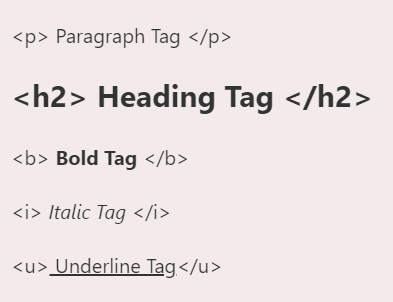 <p> Paragraph Tag </p>
<h2> Heading Tag </h2>
<b> Bold Tag </b>
<i> Italic Tag </i>
<u> Underline Tag</u>